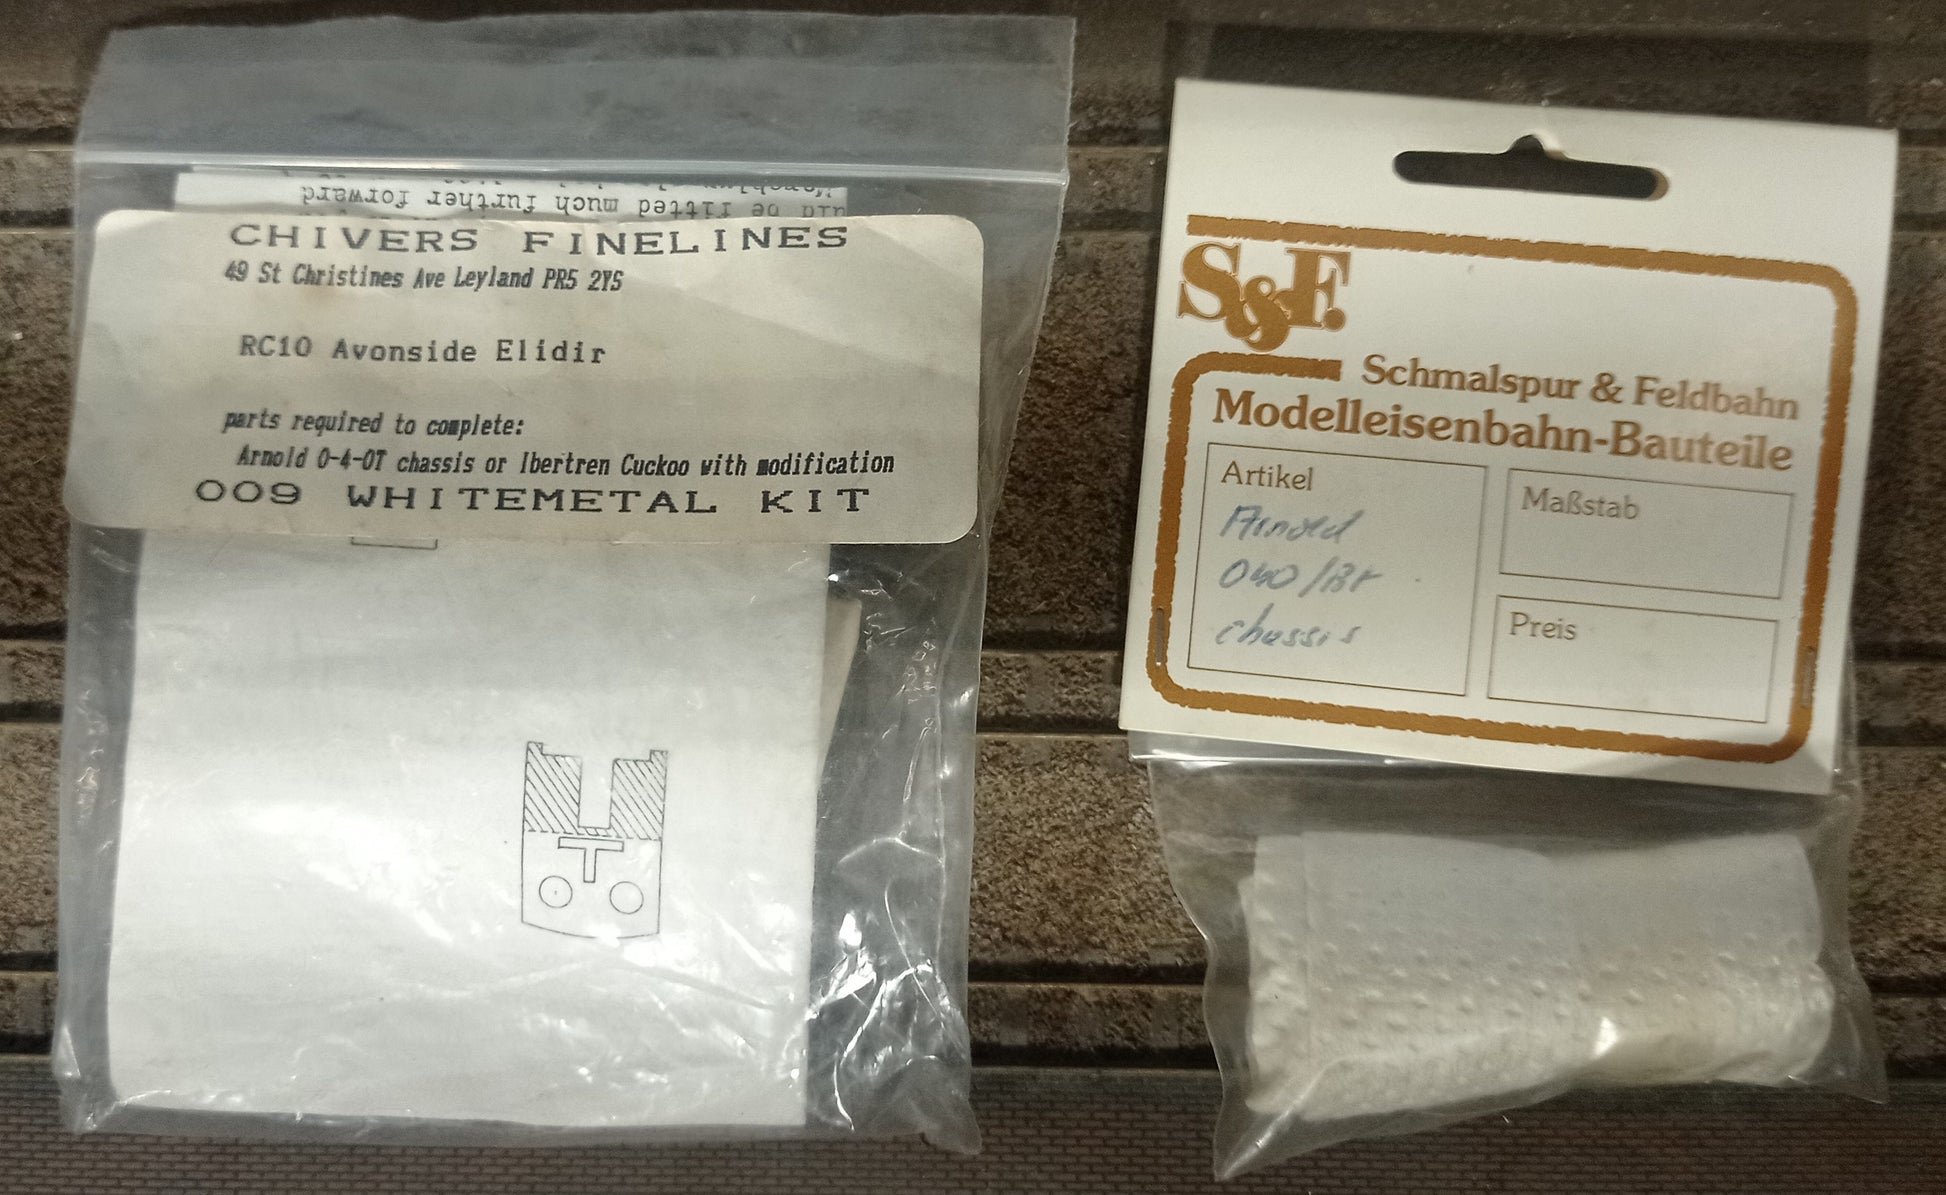 further forward
be fitted much
CHIVERS FINELINES
49 St Christines Ave Leyland PR5 2YS
RC10 Avonside Elidir
parts required to complete:
Arnold 0-4-0T chassis or Ibertren Cuckoo with modification
009 WHITEMETAL KIT
S&F.
Schmalspur & Feldbahn
Modelleisenbahn-Bauteile
Artikel
Arnold
040/Br
chassis
Maßstab
Preis